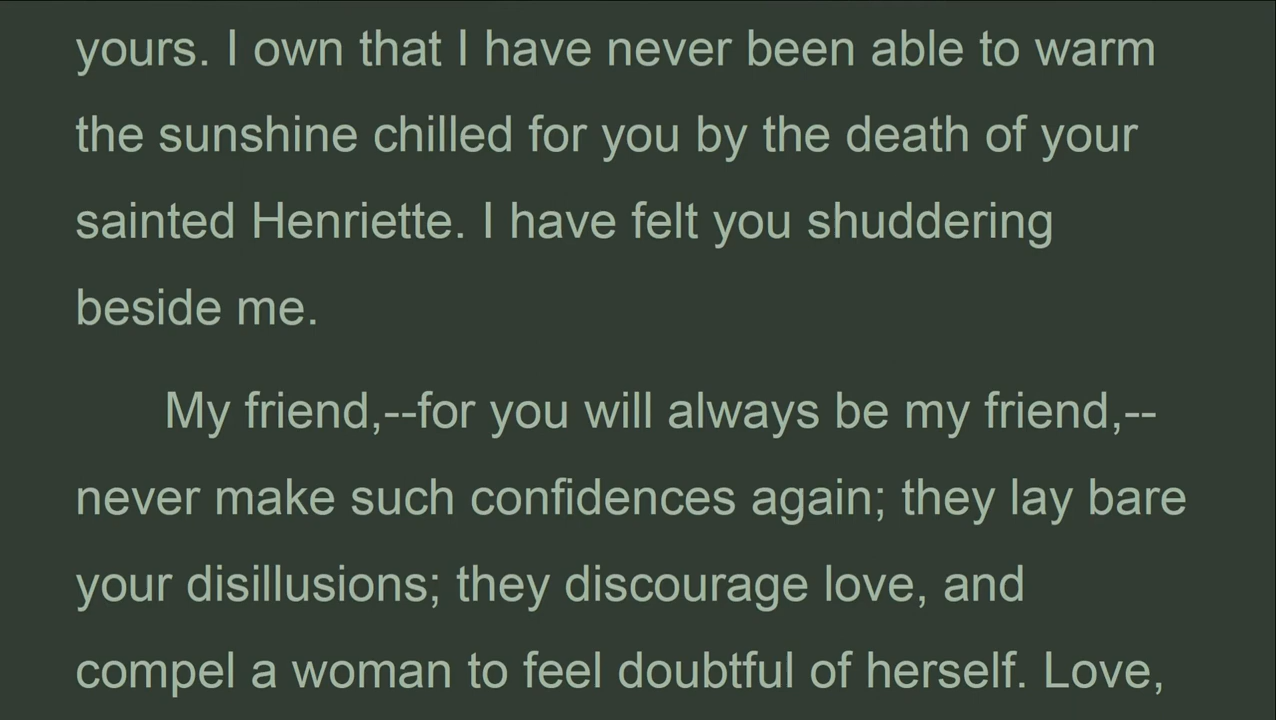 yours. I own that I have never been able to warm
the sunshine chilled for you by the death of your
sainted Henriette. I have felt you shuddering
beside me.
My friend,--for you will always be my friend,--
never make such confidences again; they lay bare
your disillusions; they discourage love, and
compel a woman to feel doubtful of herself. Love,